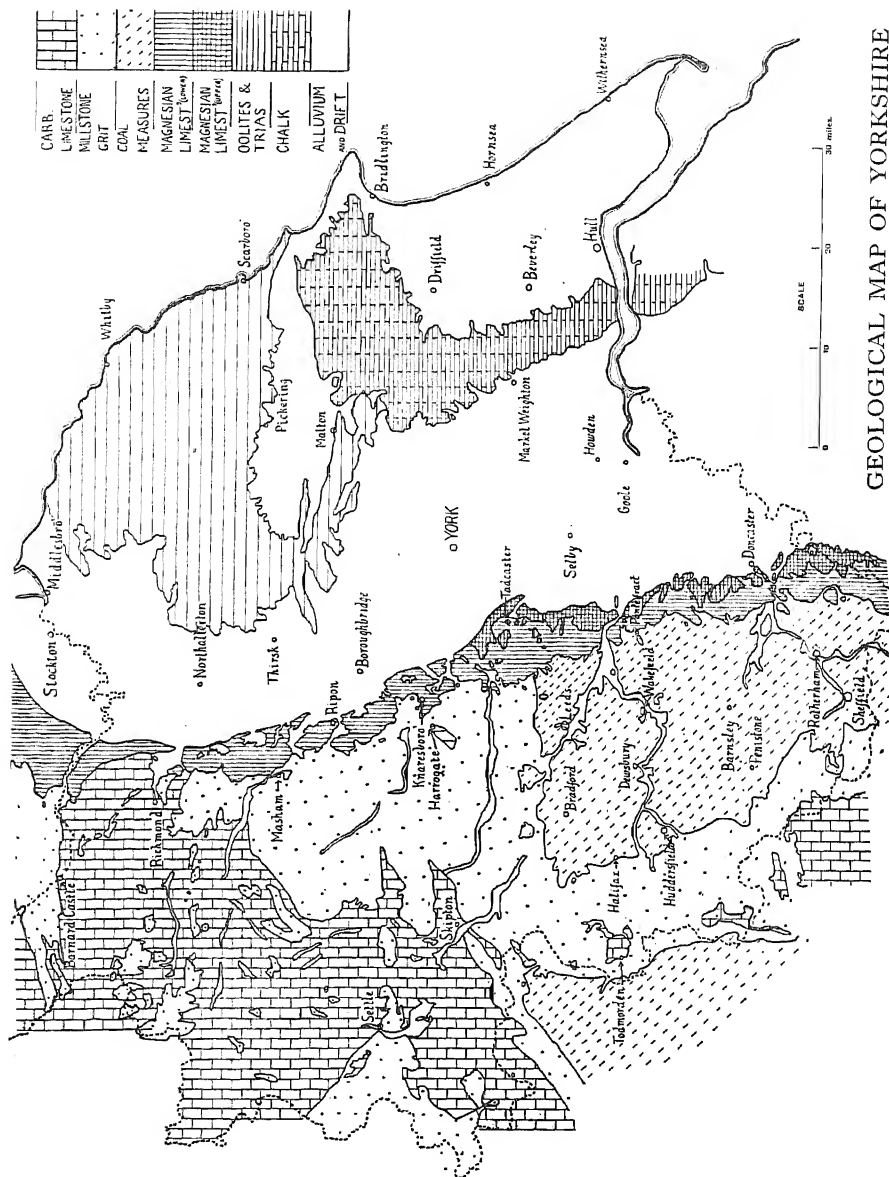 CARB.
LIMESTONE
MILLSTONE
GRIT
COAL
MEASURES
MAGNESIAN
LIMEST (Lower)
MAGNESIAN
LIMEST (Upper)
OOLITES &
TRIAS
CHALK
ALLUVIUM
AND DRIFT
Stockton
Middlesbro'
Whitby
Scarboro'
Barnard Castle
Richmond
Northallerton
Thirsk
Pickering
Malton
Bridlington
Masham
Ripon
Boroughbridge
Driffield
Hornsea
Settle
Skipton
Knaresboro
Harrogate
YORK
Tadcaster
Market Weighton
Beverley
Withernsea
Bradford
Leeds
Selby
Howden
Hull
Todmorden
Halifax
Huddersfield
Dewsbury
Wakefield
Pontefract
Goole
Barnsley
Penistone
Doncaster
Rotherham
Sheffield
SCALE
0
10
20
30 miles.
GEOLOGICAL MAP OF YORKSHIRE